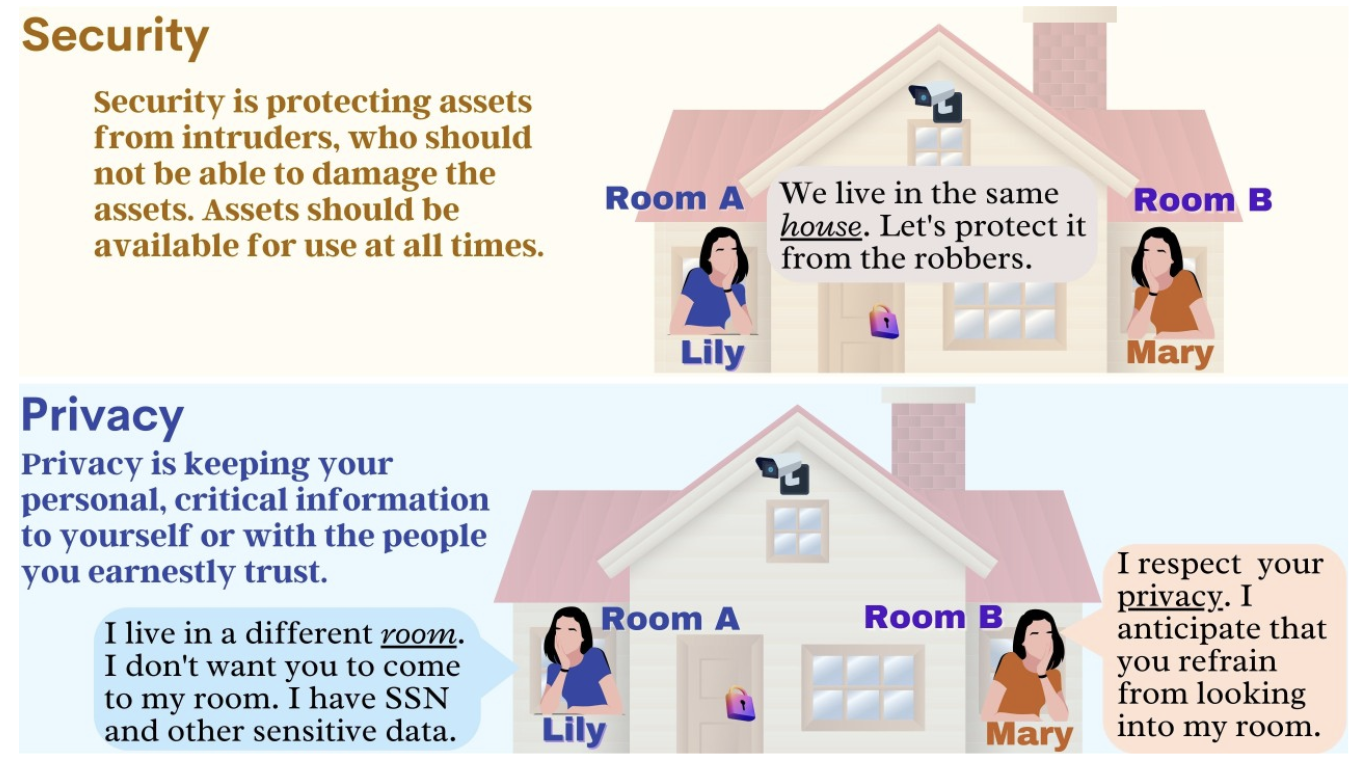 Security
Security is protecting assets
from intruders, who should
not be able to damage the
assets. Assets should be
available for use at all times.
Room A
We live in the same
house. Let's protect it
from the robbers.
Room B
Lily
Mary
Privacy
Privacy is keeping your
personal, critical information
to yourself or with the people
you earnestly trust.
I live in a different room.
I don't want you to come
to my room. I have SSN
and other sensitive data.
Room A
Room B
Lily
Mary
I respect your
privacy. I
anticipate that
you refrain
from looking
into my room.